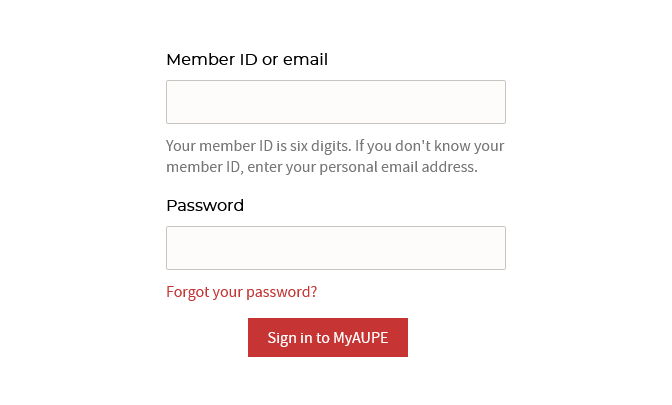 Member ID or email
Your member ID is six digits. If you don't know your
member ID, enter your personal email address.
Password
Forgot your password?
Sign in to MyAUPE